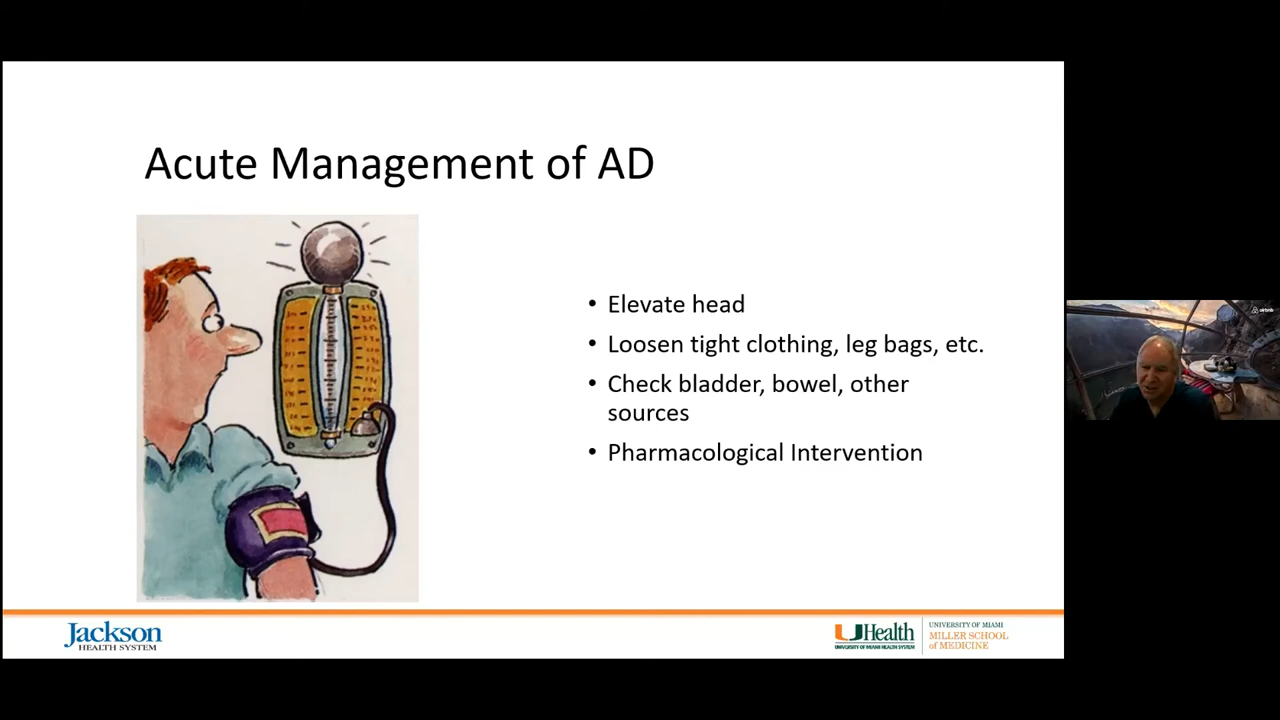 Acute Management of AD
• Elevate head
• Loosen tight clothing, leg bags, etc.
• Check bladder, bowel, other
sources
• Pharmacological Intervention
airbnb
Jackson
HEALTH SYSTEM
UHealth
UNIVERSITY OF MIAMI HEALTH SYSTEM
UNIVERSITY OF MIAMI
MILLER SCHOOL
of MEDICINE